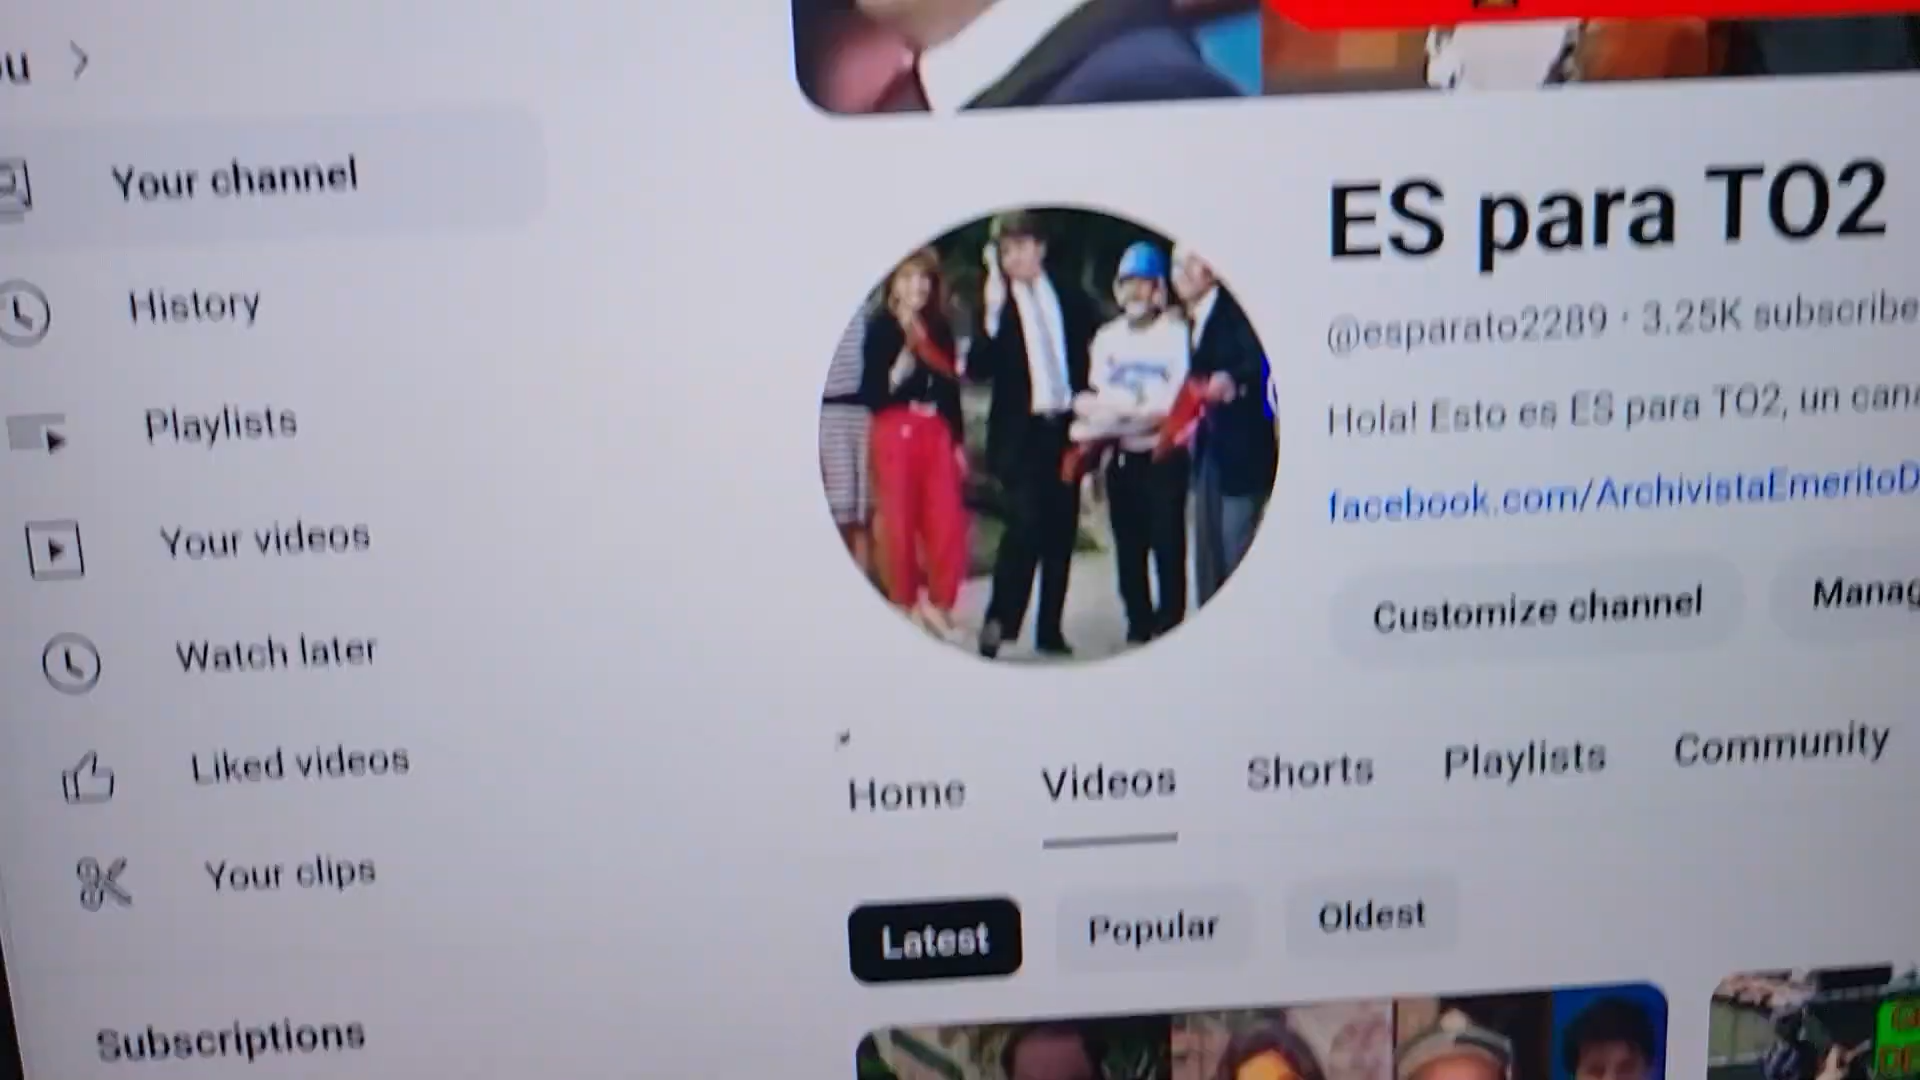 Your channel
History
Playlists
Your videos
Watch later
Liked videos
Your clips
Subscriptions
ES para TO2
@esparato2289 · 3.25K
Hola! Esto es ES para TO2, un
facebook.com/ArchivistaEmeritoD
Customize channel
Home Videos Shorts Playlists Community
Latest Popular Oldest